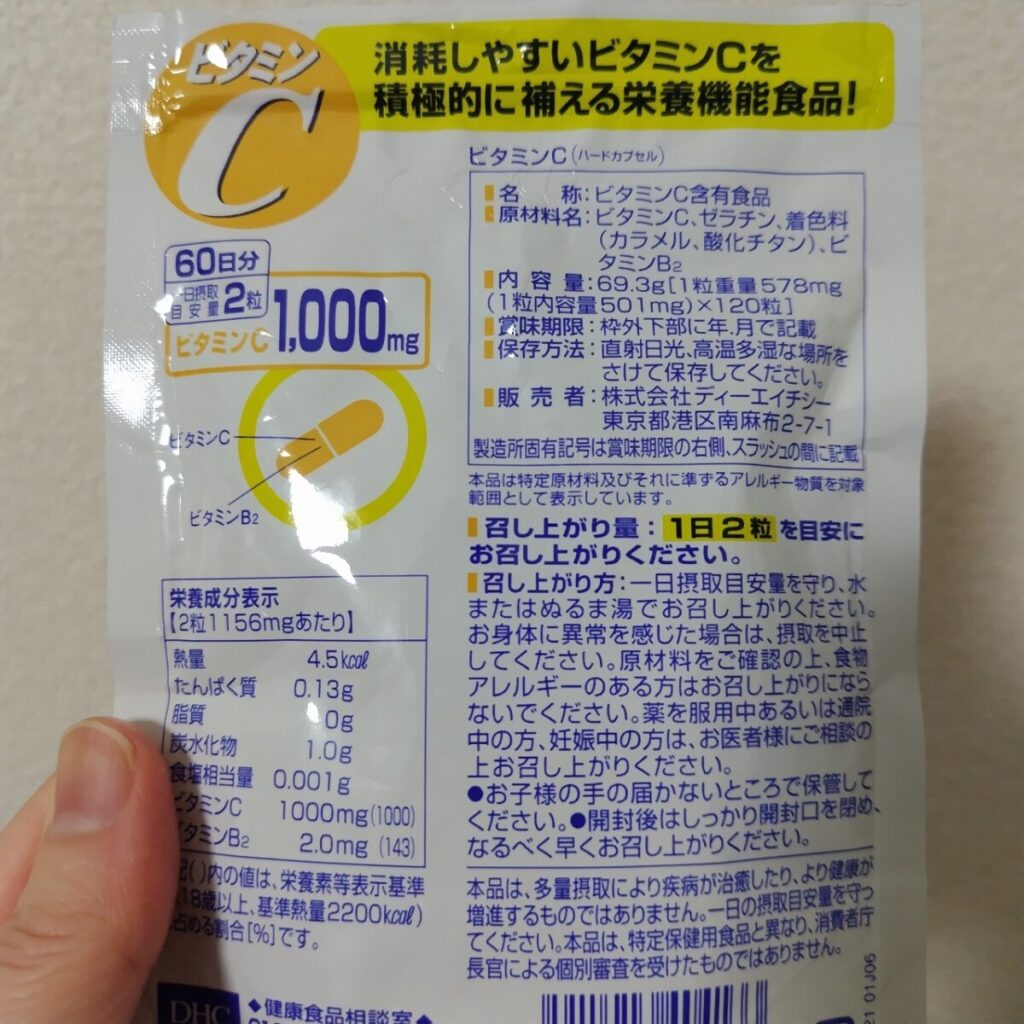 ビタミン
C
消耗しやすいビタミンCを
積極的に補える栄養機能食品!
60日分
一日摂取
目安量2粒
ビタミンC 1,000mg
ビタミンC
ビタミンB2
栄養成分表示
【2粒1156mgあたり】
熱量 4.5kcal
たんぱく質 0.13g
脂質 0g
炭水化物 1.0g
食塩相当量 0.001g
ビタミンC 1000mg(1000)
ビタミンB2 2.0mg (143)
記( )内の値は、栄養素等表示基準
(18歳以上、基準熱量2200kcal)
占める割合[%]です。
ビタミンC(ハードカプセル)
名 称:ビタミンC含有食品
原材料名:ビタミンC、ゼラチン、着色料
(カラメル、酸化チタン)、ビ
タミンB2
内 容 量:69.3g[1粒重量578mg
(1粒内容量501mg)×120粒]
賞味期限:枠外下部に年.月で記載
保存方法:直射日光、高温多湿な場所を
さけて保存してください。
販 売 者:株式会社ディーエイチシー
東京都港区南麻布2-7-1
製造所固有記号は賞味期限の右側、スラッシュの間に記載
本品は特定原材料及びそれに準ずるアレルギー物質を対象
範囲として表示しています。
召し上がり量:1日2粒を目安に
お召し上がりください。
召し上がり方:一日摂取目安量を守り、水
またはぬるま湯でお召し上がりください。
お身体に異常を感じた場合は、摂取を中止
してください。原材料をご確認の上、食物
アレルギーのある方はお召し上がりになら
ないでください。薬を服用中あるいは通院
中の方、妊娠中の方は、お医者様にご相談の
上お召し上がりください。
●お子様の手の届かないところで保管して
ください。●開封後はしっかり開封口を閉め、
なるべく早くお召し上がりください。
本品は、多量摂取により疾病が治癒したり、より健康が
増進するものではありません。一日の摂取目安量を守っ
てください。本品は、特定保健用食品と異なり、消費者庁
長官による個別審査を受けたものではありません。
DHC
◆健康食品相談室◆
21 01J06